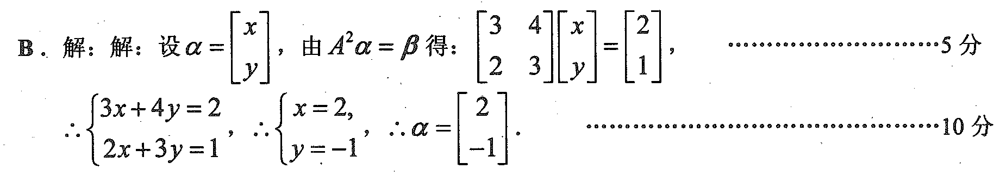 B. 解：解：设 $\alpha=\begin{bmatrix} x \\ y \end{bmatrix}$，由 $A^2\alpha=\beta$ 得：$\begin{bmatrix} 3 & 4 \\ 2 & 3 \end{bmatrix}\begin{bmatrix} x \\ y \end{bmatrix}=\begin{bmatrix} 2 \\ 1 \end{bmatrix}$， ………………………5 分
$\therefore \begin{cases} 3x+4y=2 \\ 2x+3y=1 \end{cases}$，$\therefore \begin{cases} x=2, \\ y=-1 \end{cases}$，$\therefore \alpha=\begin{bmatrix} 2 \\ -1 \end{bmatrix}$. ………………………………………10 分